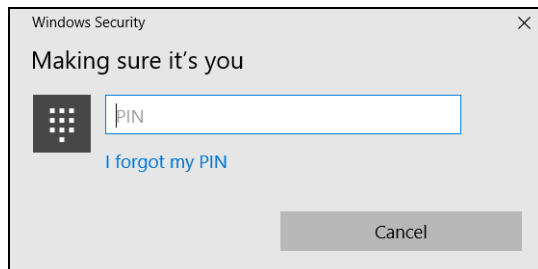 Windows Security
Making sure it's you
PIN
I forgot my PIN
Cancel